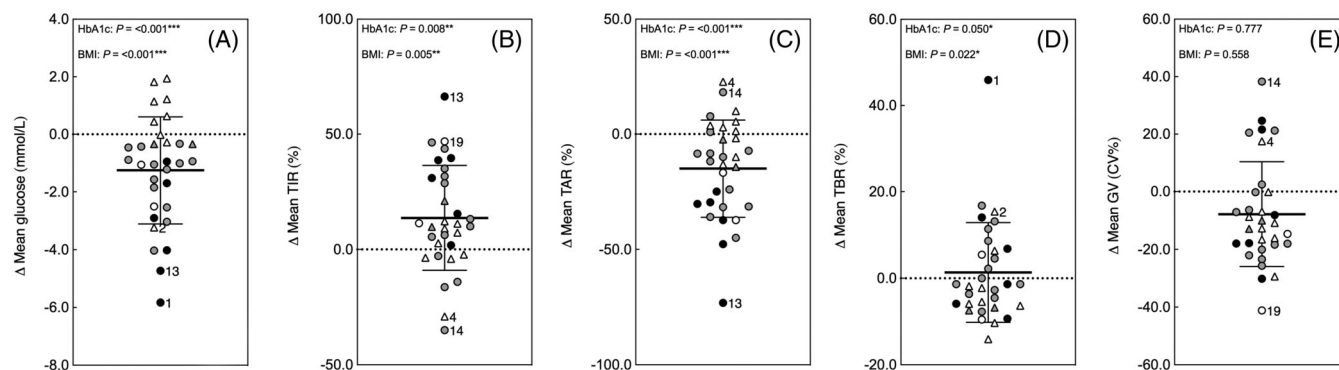 4.0
2.0
0.0
-2.0
-4.0
-6.0
-8.0
Δ Mean glucose (mmol/L)
HbA1c: P = <0.001***
BMI: P = <0.001***
(A)
2
13
1
100.0
50.0
0.0
-50.0
Δ Mean TIR (%)
HbA1c: P = 0.008**
BMI: P = 0.005**
(B)
13
19
4
14
50.0
0.0
-50.0
-100.0
Δ Mean TAR (%)
HbA1c: P = <0.001***
BMI: P = <0.001***
(C)
4
14
13
60.0
40.0
20.0
0.0
-20.0
Δ Mean TBR (%)
HbA1c: P = 0.050*
BMI: P = 0.022*
(D)
1
2
60.0
40.0
20.0
0.0
-20.0
-40.0
-60.0
Δ Mean GV (CV%)
HbA1c: P = 0.777
BMI: P = 0.558
(E)
14
4
19